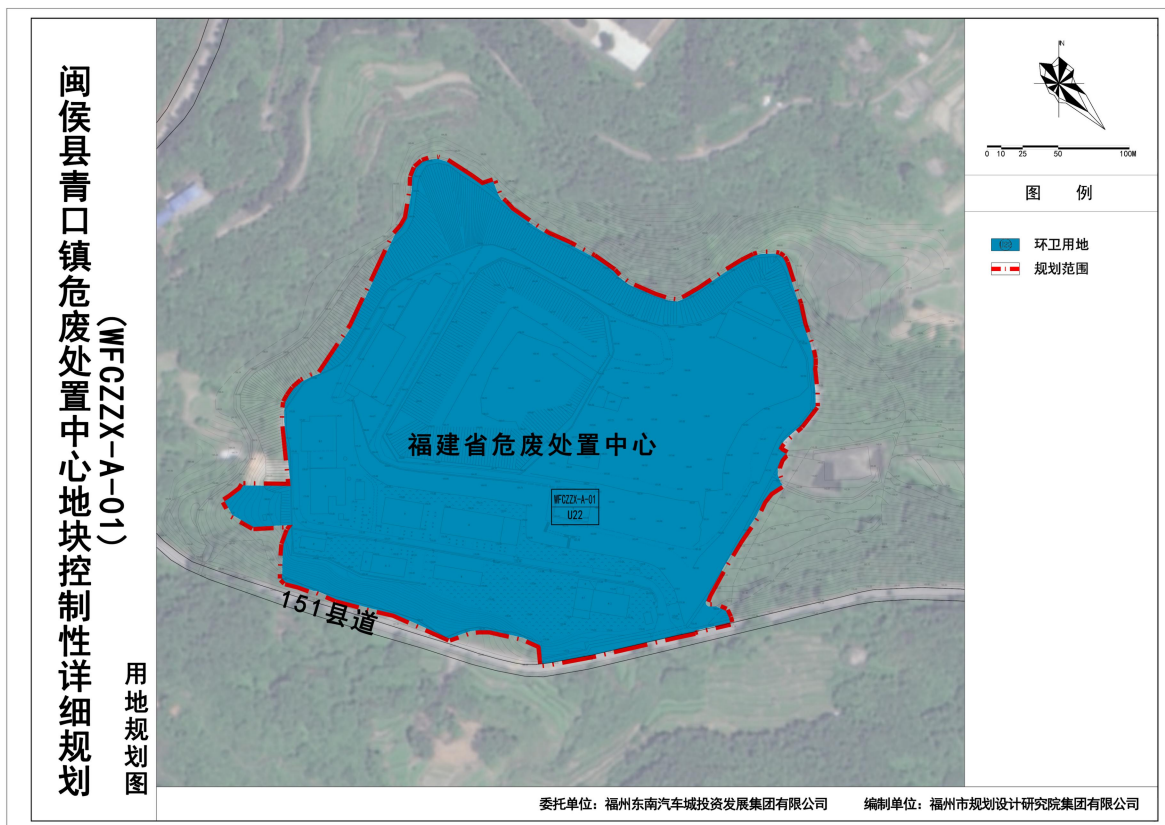 闽侯县青口镇危废处置中心地块控制性详细规划
(WFCZZX-A-01)
用地规划图
福建省危废处置中心
WFCZZX-A-01
U22
151县道
N
0 10 25 50 100M
图 例
环卫用地
规划范围
委托单位：福州东南汽车城投资发展集团有限公司 编制单位：福州市规划设计研究院集团有限公司